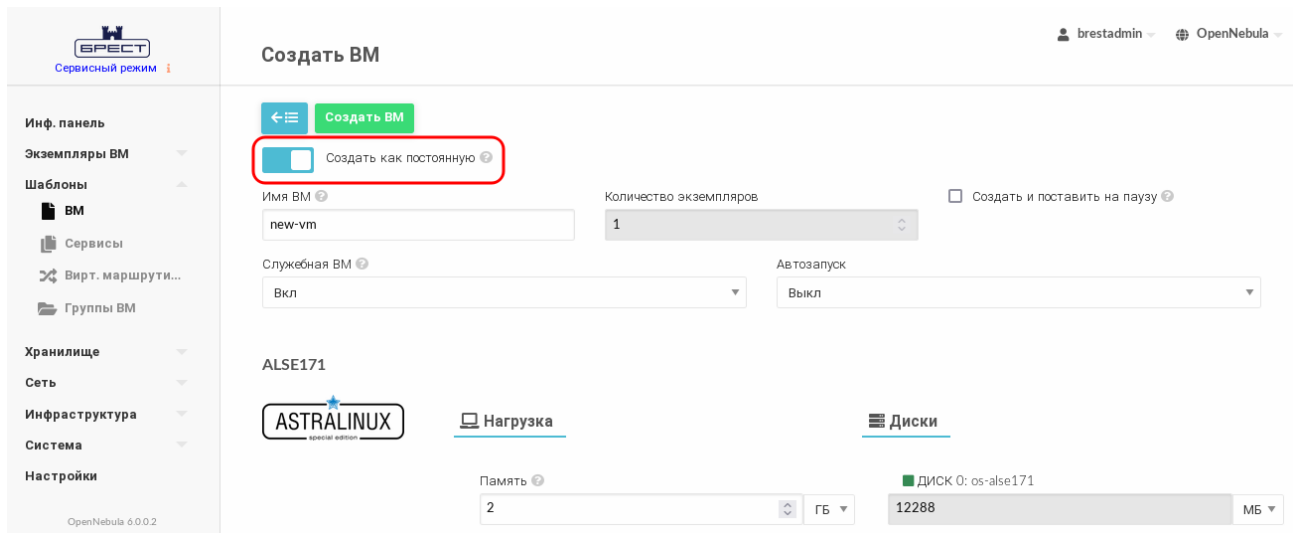 БРЕСТ
Сервисный режим i
Создать ВМ
brestadmin
OpenNebula
Инф. панель
Экземпляры ВМ
Шаблоны
ВМ
Сервисы
Вирт. маршрути...
Группы ВМ
Хранилище
Сеть
Инфраструктура
Система
Настройки
OpenNebula 6.0.0.2
Создать ВМ
Создать как постоянную
Имя ВМ
Количество экземпляров
Создать и поставить на паузу
new-vm
1
Служебная ВМ
Автозапуск
Вкл
Выкл
ALSE171
ASTRALINUX
special edition
Нагрузка
Диски
Память
ДИСК 0: os-alse171
2
ГБ
12288
МБ